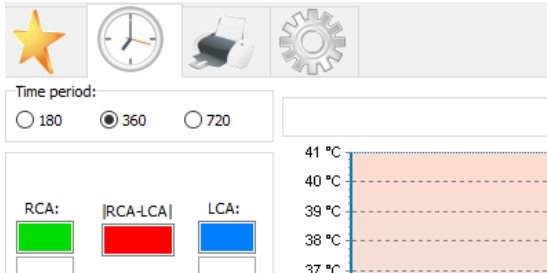 Time period:
180 360 720
41 °C
40 °C
39 °C
38 °C
37 °C
RCA: |RCA-LCA| LCA: